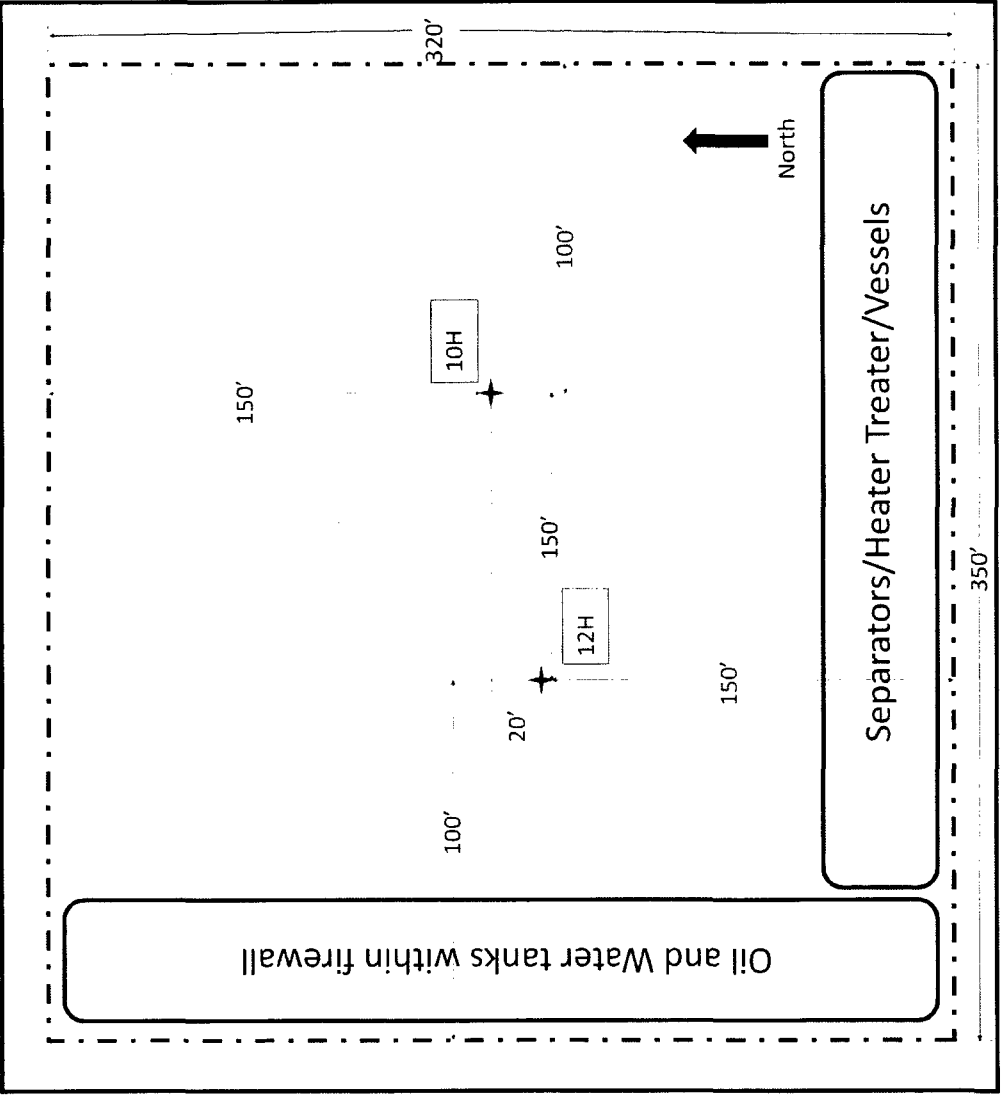 320'
North
100'
10H
150'
150'
12H
20'
150'
100'
Separators/Heater Treater/Vessels
350'
Oil and Water tanks within firewall